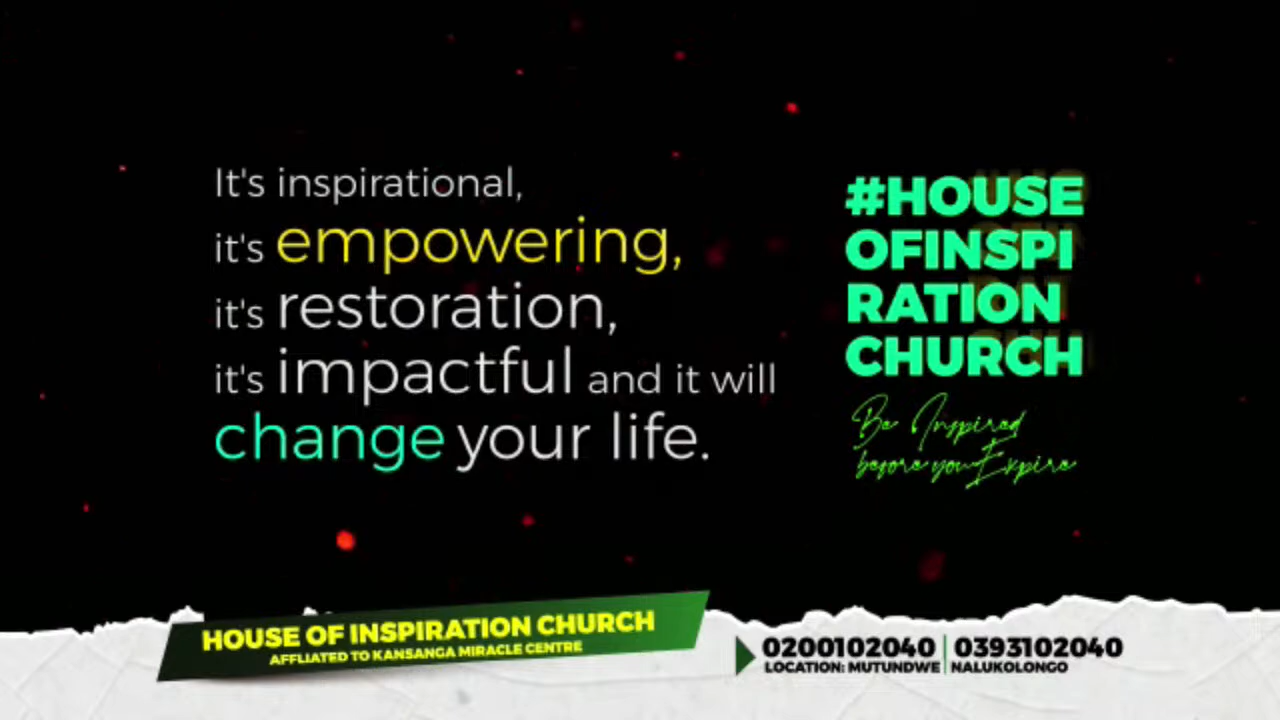 It's inspirational,
it's empowering,
it's restoration,
it's impactful and it will
change your life.
#HOUSE
OFINSPI
RATION
CHURCH
Be Inspired
before you Expire
HOUSE OF INSPIRATION CHURCH
AFFLIATED TO KANSANGA MIRACLE CENTRE
0200102040 | 0393102040
LOCATION: MUTUNDWE | NALUKOLONGO